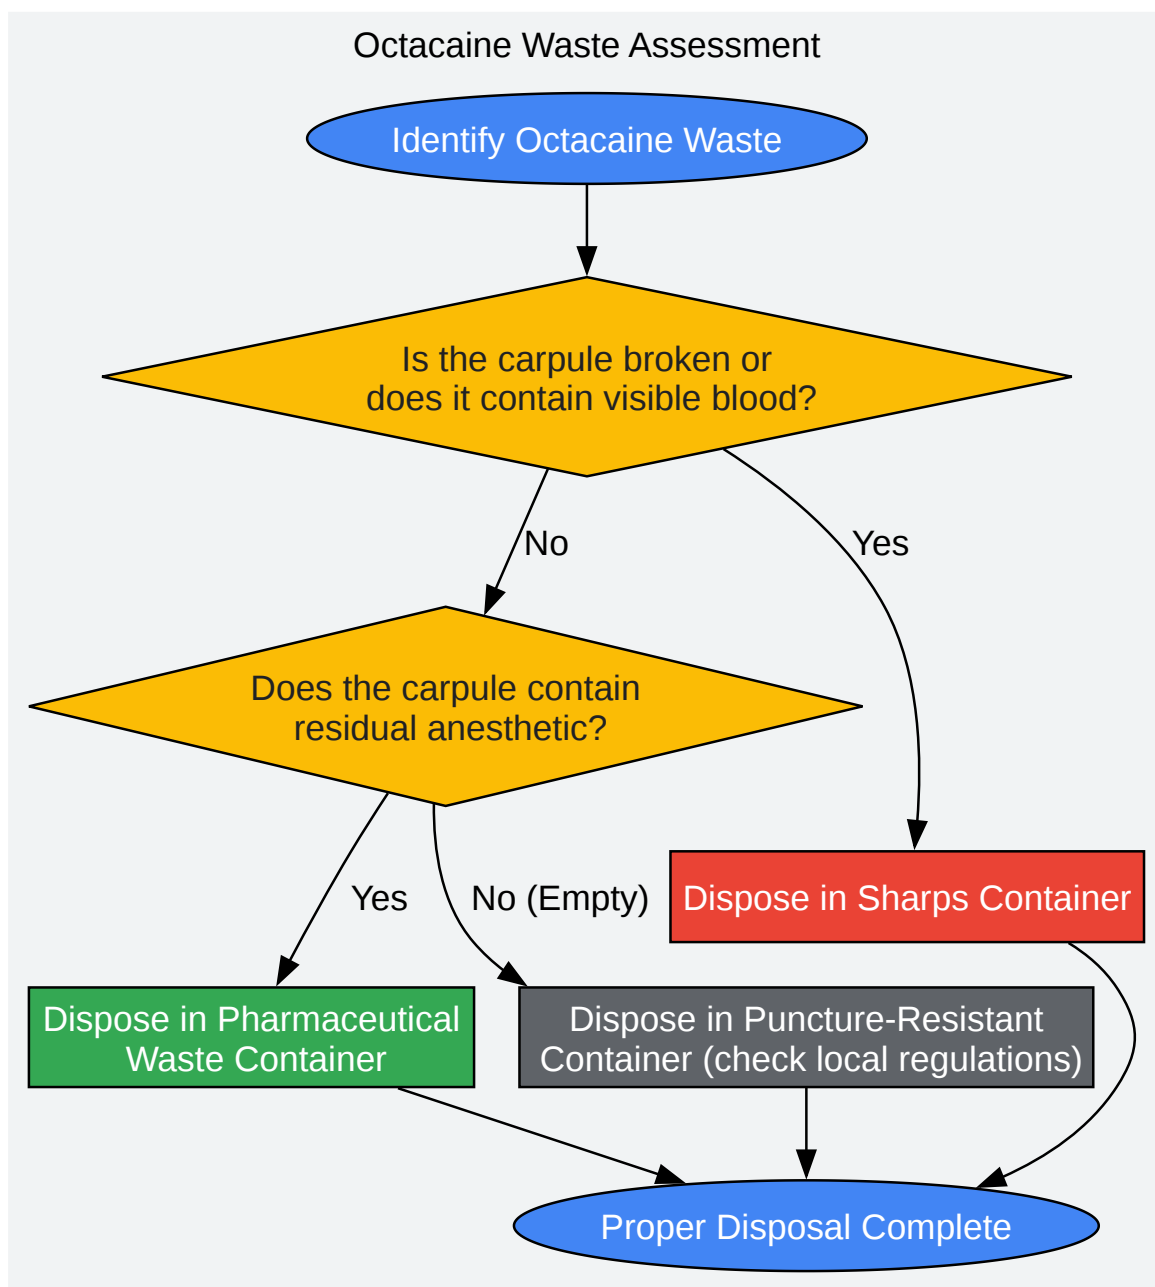 Octacaine Waste Assessment
Identify Octacaine Waste
Is the carpule broken or
does it contain visible blood?
No
Yes
Does the carpule contain
residual anesthetic?
Yes
No (Empty)
Dispose in Sharps Container
Dispose in Pharmaceutical
Waste Container
Dispose in Puncture-Resistant
Container (check local regulations)
Proper Disposal Complete